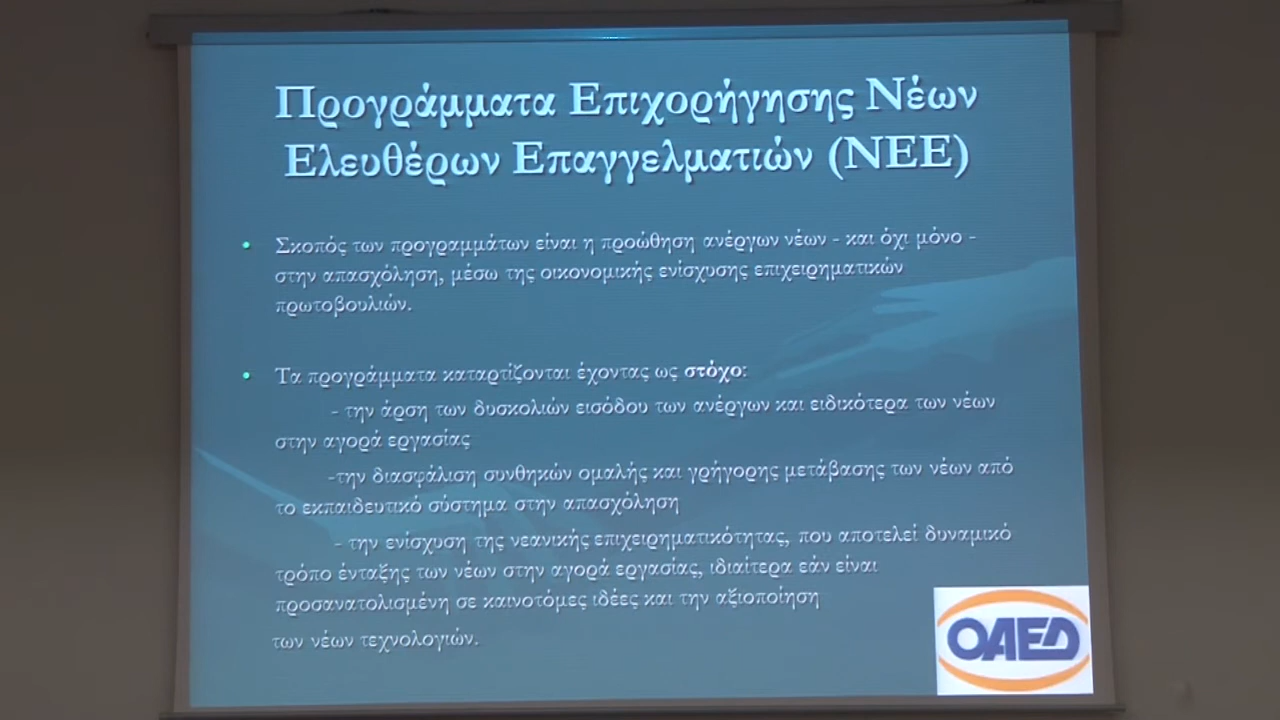 Προγράμματα Επιχορήγησης Νέων
Ελευθέρων Επαγγελματιών (ΝΕΕ)
• Σκοπός των προγραμμάτων είναι η προώθηση ανέργων νέων - και όχι μόνο -
στην απασχόληση, μέσω της οικονομικής ενίσχυσης επιχειρηματικών
πρωτοβουλιών.
• Τα προγράμματα καταρτίζονται έχοντας ως στόχο:
- την άρση των δυσκολιών εισόδου των ανέργων και ειδικότερα των νέων
στην αγορά εργασίας
-την διασφάλιση συνθηκών ομαλής και γρήγορης μετάβασης των νέων από
το εκπαιδευτικό σύστημα στην απασχόληση
- την ενίσχυση της νεανικής επιχειρηματικότητας, που αποτελεί δυναμικό
τρόπο ένταξης των νέων στην αγορά εργασίας, ιδιαίτερα εάν είναι
προσανατολισμένη σε καινοτόμες ιδέες και την αξιοποίηση
των νέων τεχνολογιών.
ΟΑΕD